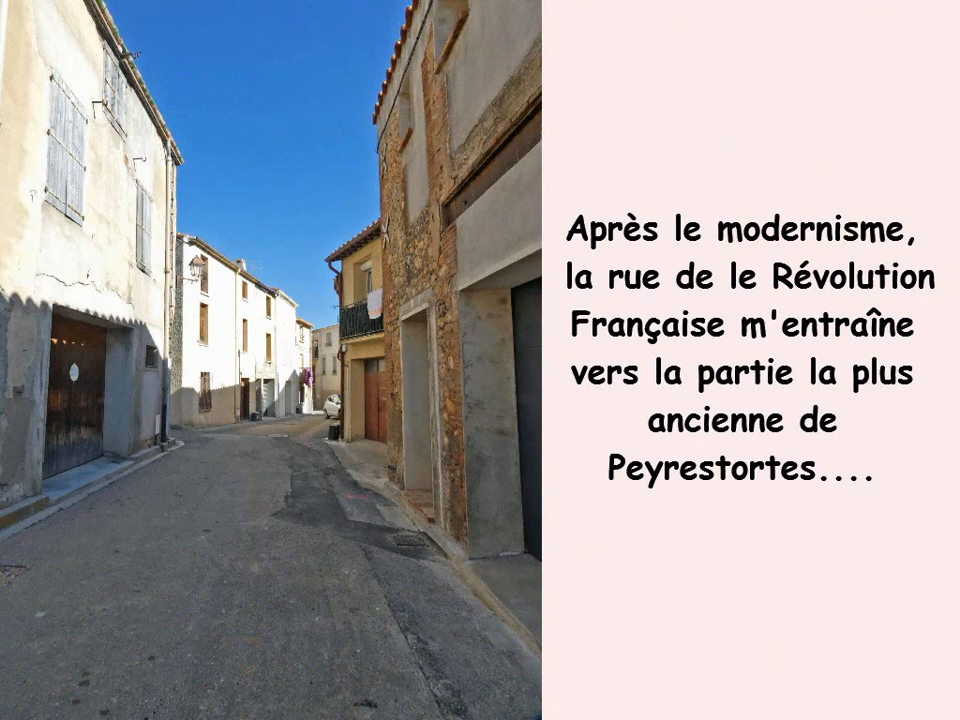 Après le modernisme,
la rue de le Révolution
Française m'entraîne
vers la partie la plus
ancienne de
Peyrestortes....